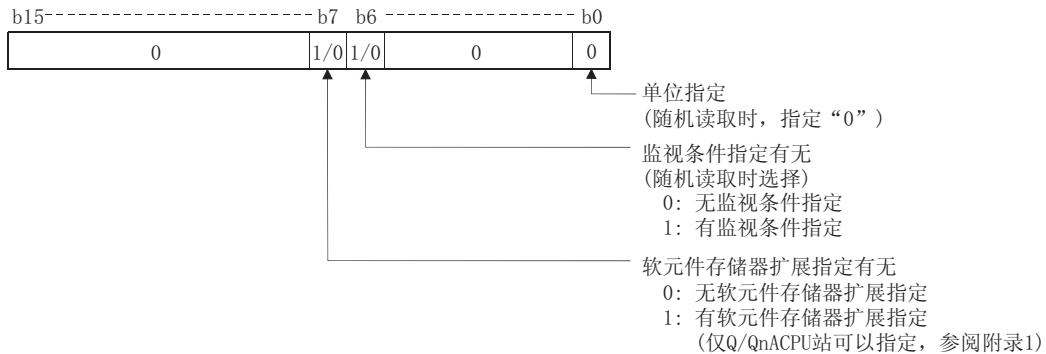 b15 b7 b6 b0
0 1/0 1/0 0 0
单位指定
(随机读取时，指定“0”)
监视条件指定有无
(随机读取时选择)
0: 无监视条件指定
1: 有监视条件指定
软元件存储器扩展指定有无
0: 无软元件存储器扩展指定
1: 有软元件存储器扩展指定
(仅Q/QnACPU站可以指定，参阅附录1)